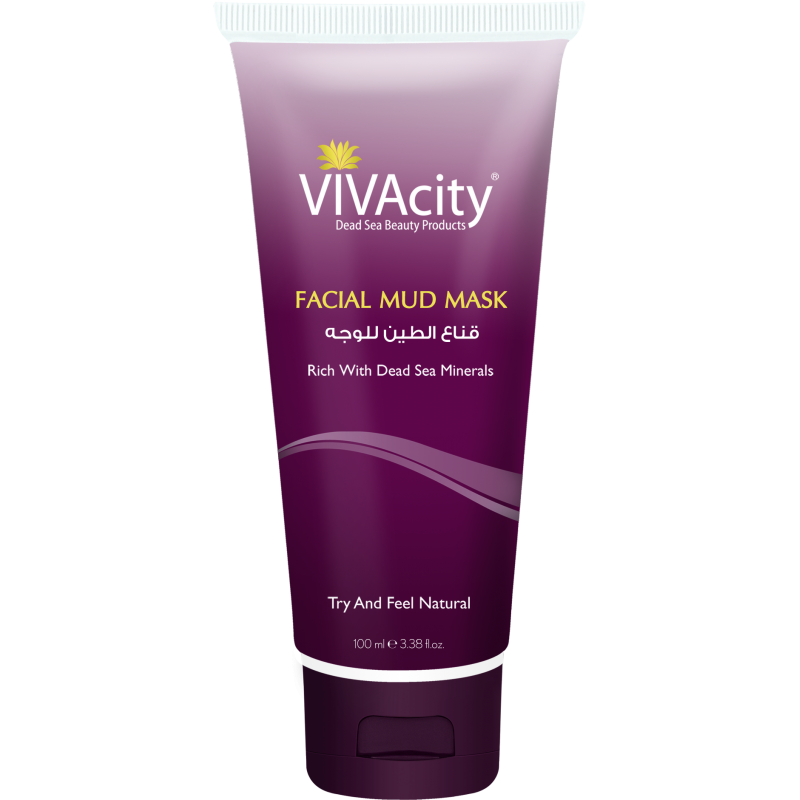 VIVAcity®
Dead Sea Beauty Products
FACIAL MUD MASK
قناع الطين للوجه
Rich With Dead Sea Minerals
Try And Feel Natural
100 ml ℮ 3.38 fl.oz.